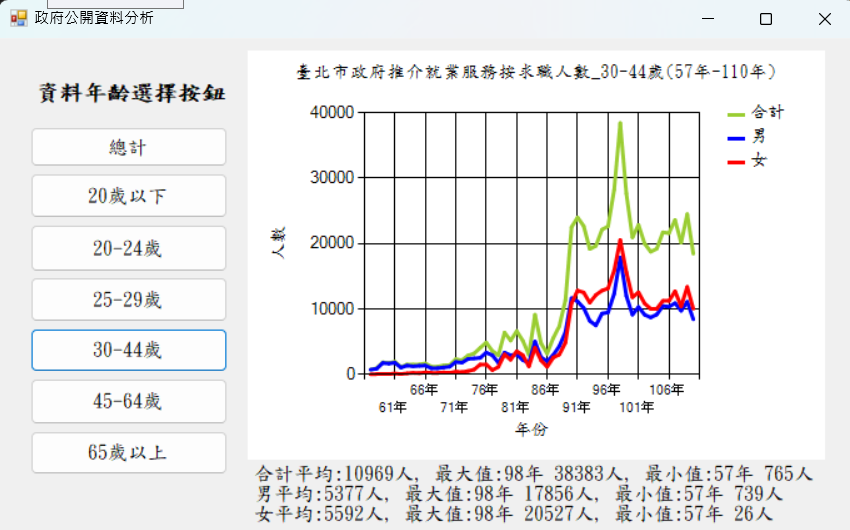 政府公開資料分析
資料年齡選擇按鈕
總計
20歲以下
20-24歲
25-29歲
30-44歲
45-64歲
65歲以上
臺北市政府推介就業服務按求職人數_30-44歲(57年-110年)
合計
男
女
人數
40000
30000
20000
10000
0
66年 76年 86年 96年 106年
61年 71年 81年 91年 101年
年份
合計平均:10969人, 最大值:98年 38383人, 最小值:57年 765人
男平均:5377人, 最大值:98年 17856人, 最小值:57年 739人
女平均:5592人, 最大值:98年 20527人, 最小值:57年 26人